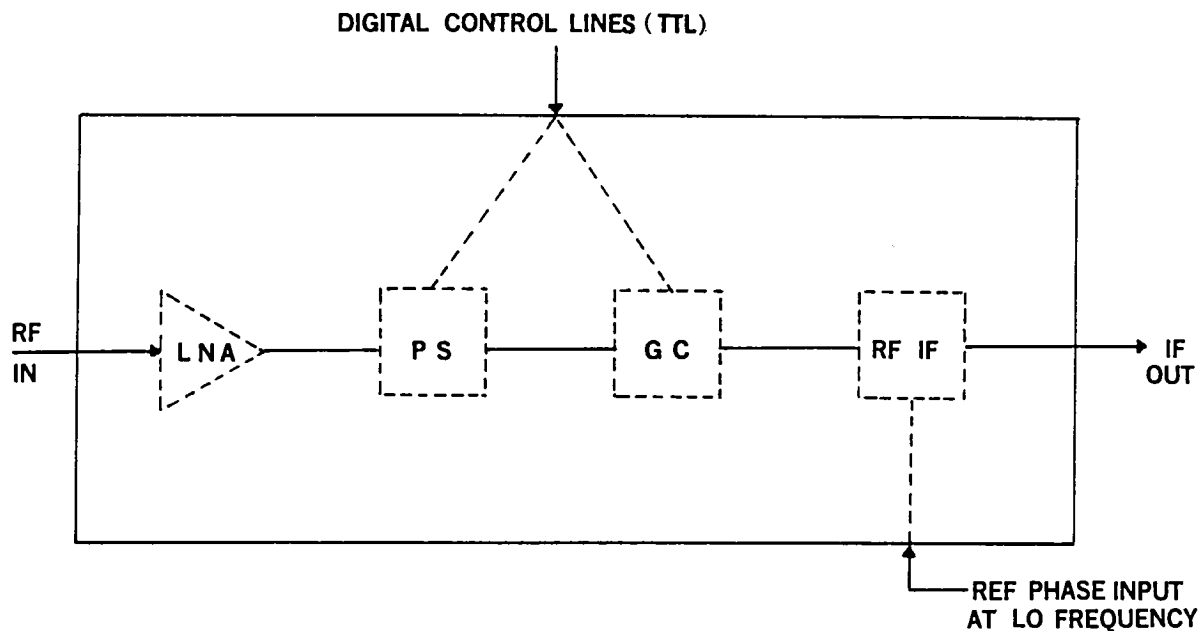 DIGITAL CONTROL LINES (TTL)
RF
IN
LNA
PS
GC
RF IF
IF
OUT
REF PHASE INPUT
AT LO FREQUENCY